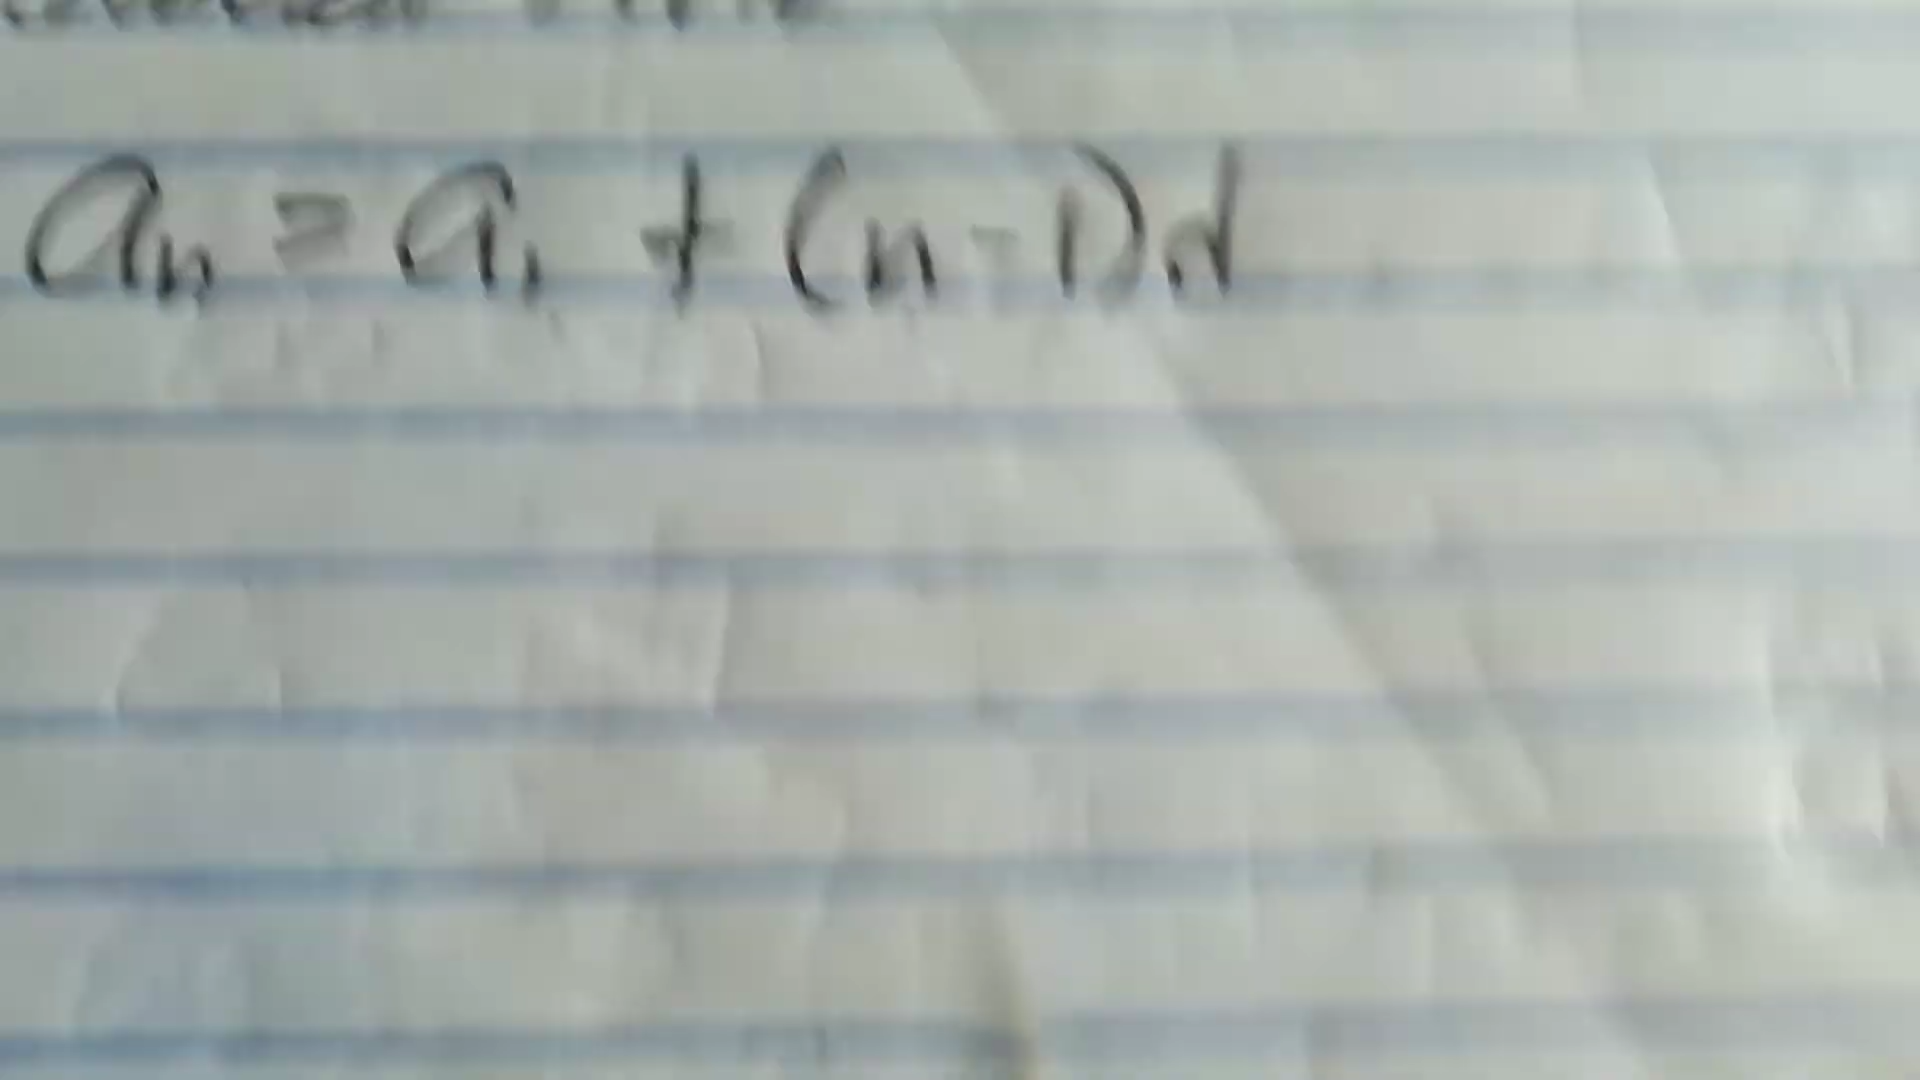 aₙ = a₁ + (n-1)d